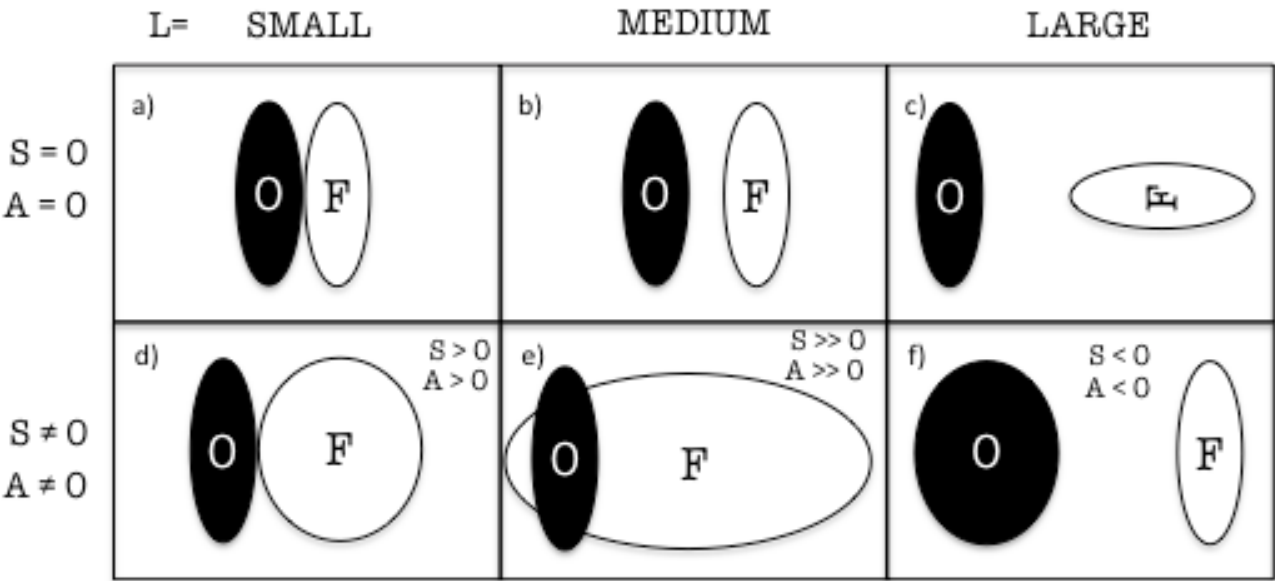 L= SMALL MEDIUM LARGE
S = 0
A = 0
a)
O F
b)
O F
c)
O F
S ≠ 0
A ≠ 0
d)
S > 0
A > 0
O F
e)
S >> 0
A >> 0
O F
f)
S < 0
A < 0
O F